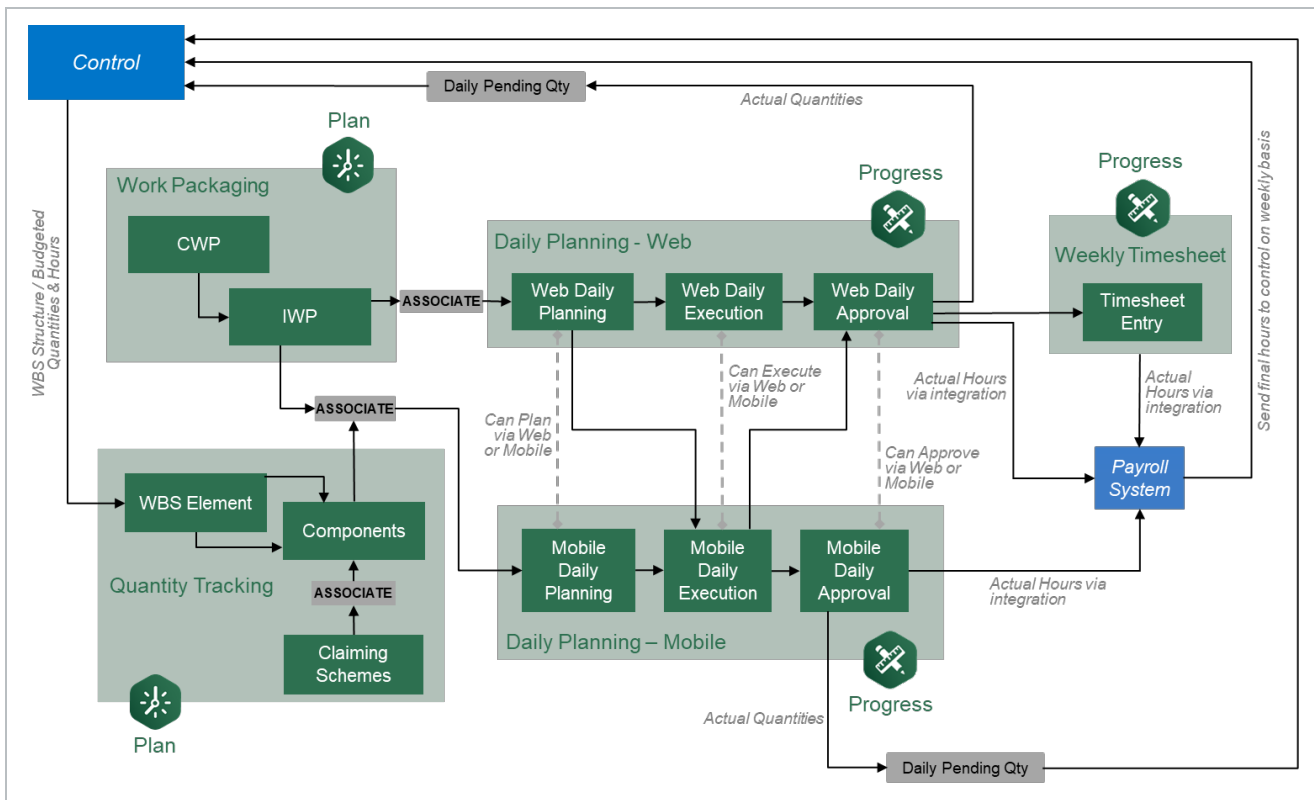 Control
Daily Pending Qty
Actual Quantities
Plan
Progress
Progress
Work Packaging
CWP
IWP
ASSOCIATE
Daily Planning - Web
Web Daily
Planning
Web Daily
Execution
Web Daily
Approval
Weekly Timesheet
Timesheet
Entry
WBS Structure / Budgeted
Quantities & Hours
Send final hours to control on weekly basis
ASSOCIATE
Can Plan
via Web
or Mobile
Can Execute
via Web or
Mobile
Actual Hours
via integration
Actual
Hours via
integration
Can Approve
via Web or
Mobile
Payroll
System
WBS Element
Components
Quantity Tracking
ASSOCIATE
Claiming
Schemes
Plan
Mobile
Daily
Planning
Mobile
Daily
Execution
Mobile
Daily
Approval
Actual Hours via
integration
Daily Planning – Mobile
Progress
Actual Quantities
Daily Pending Qty